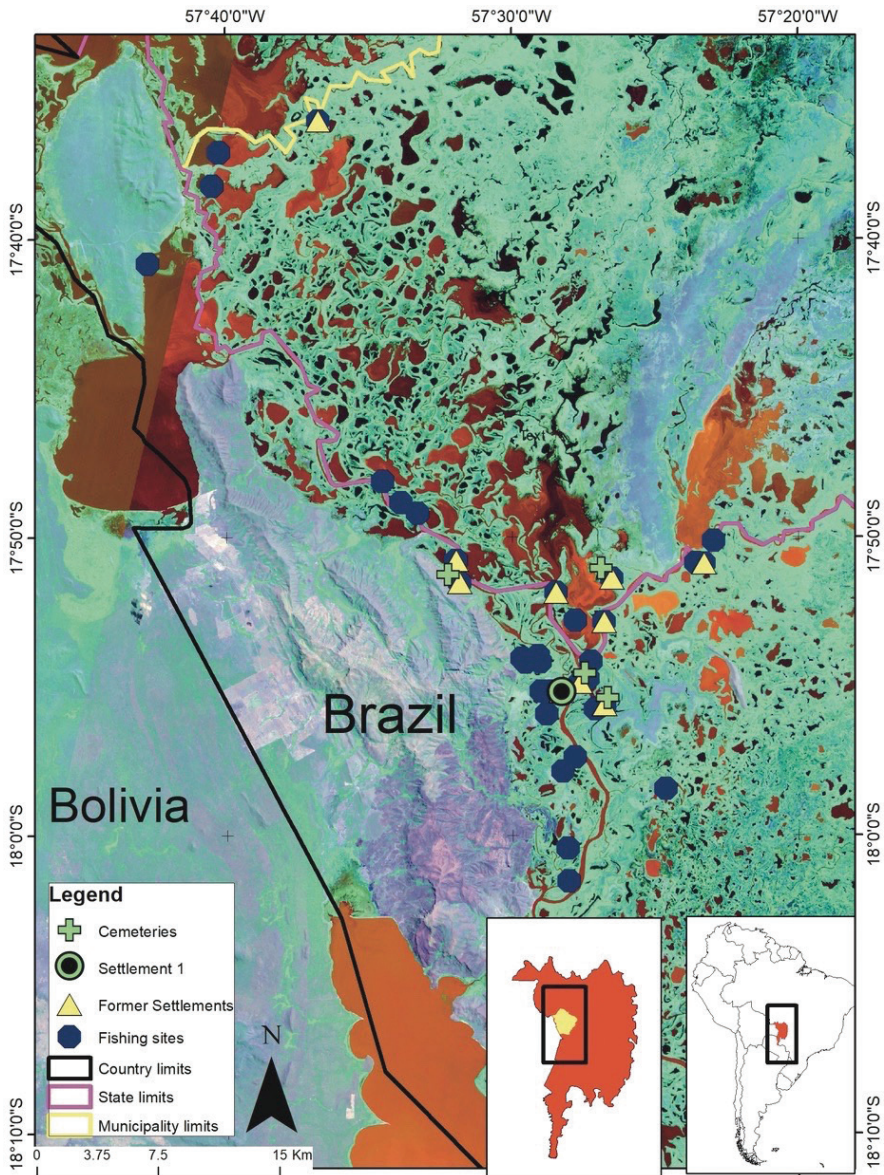 57°40'0"W 57°30'0"W 57°20'0"W
17°40'0"S 17°40'0"S
Text
17°50'0"S 17°50'0"S
Brazil
Bolivia
18°0'0"S 18°0'0"S
Legend
Cemeteries
Settlement 1
Former Settlements
Fishing sites
Country limits
State limits
Municipality limits
N
18°10'0"S 18°10'0"S
0 3.75 7.5 15 Km